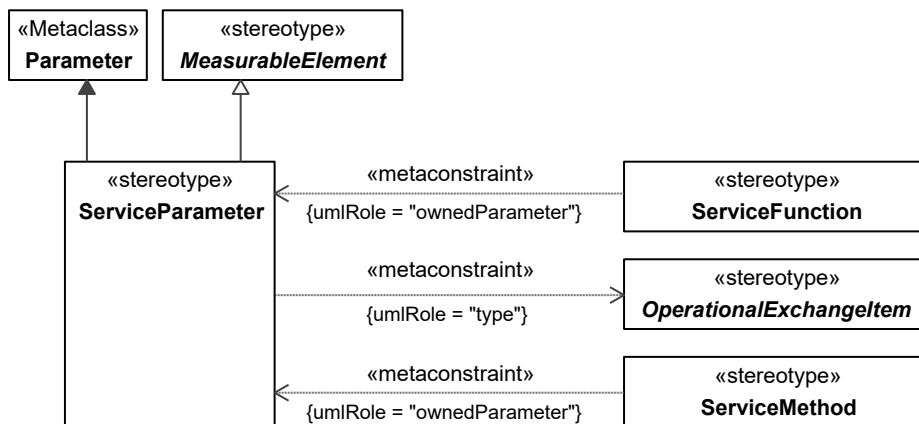 «Metaclass»
Parameter
«stereotype»
MeasurableElement
«stereotype»
ServiceParameter
«metaconstraint»
{umlRole = "ownedParameter"}
«stereotype»
ServiceFunction
«metaconstraint»
{umlRole = "type"}
«stereotype»
OperationalExchangeItem
«metaconstraint»
{umlRole = "ownedParameter"}
«stereotype»
ServiceMethod